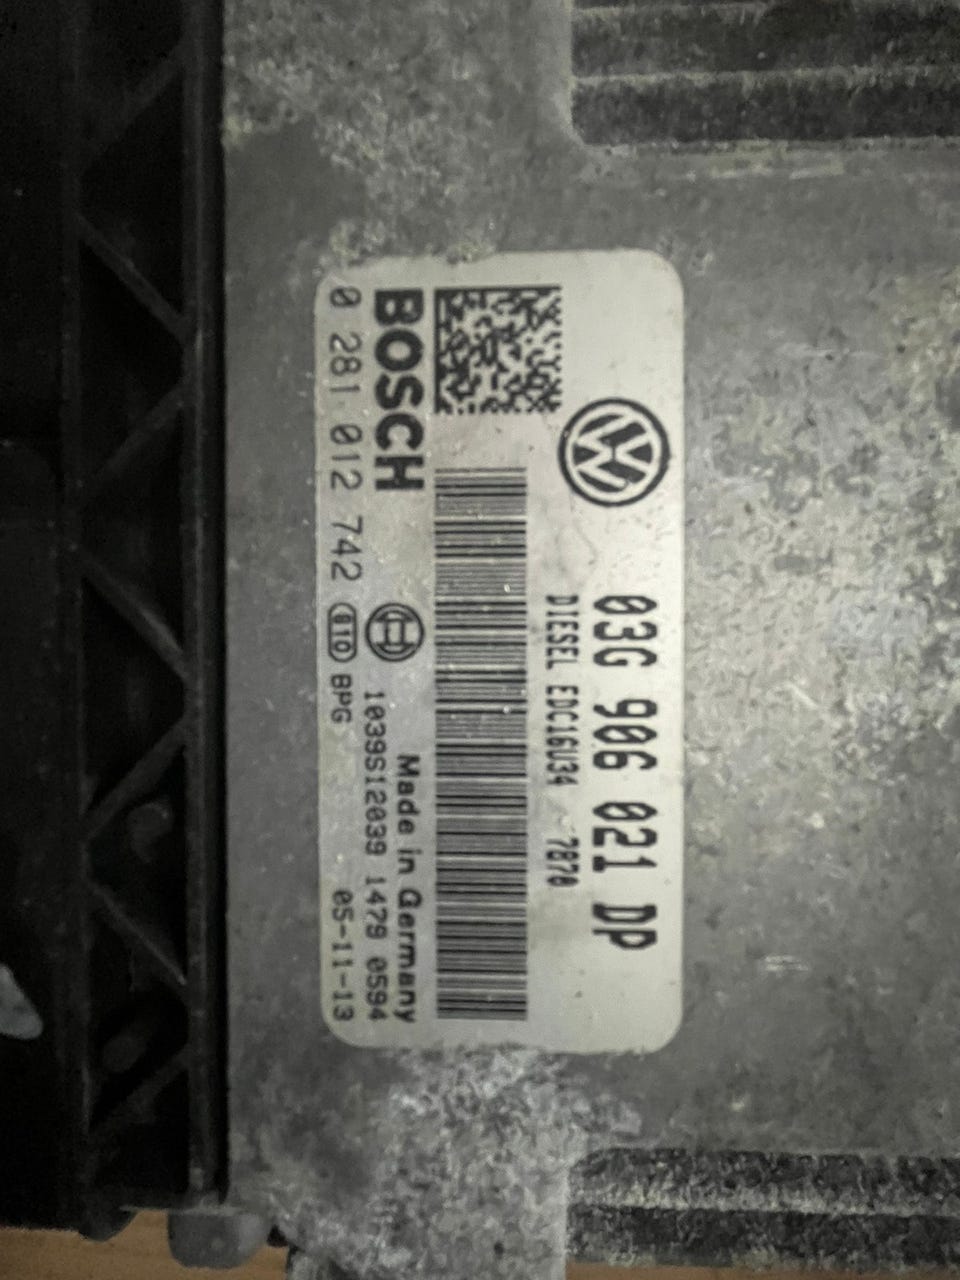 03G 906 021 DP
DIESEL EDC16U34 7870
BOSCH
Made in Germany
1039S12039 1479 0594
0 281 012 742 BPG 05-11-13